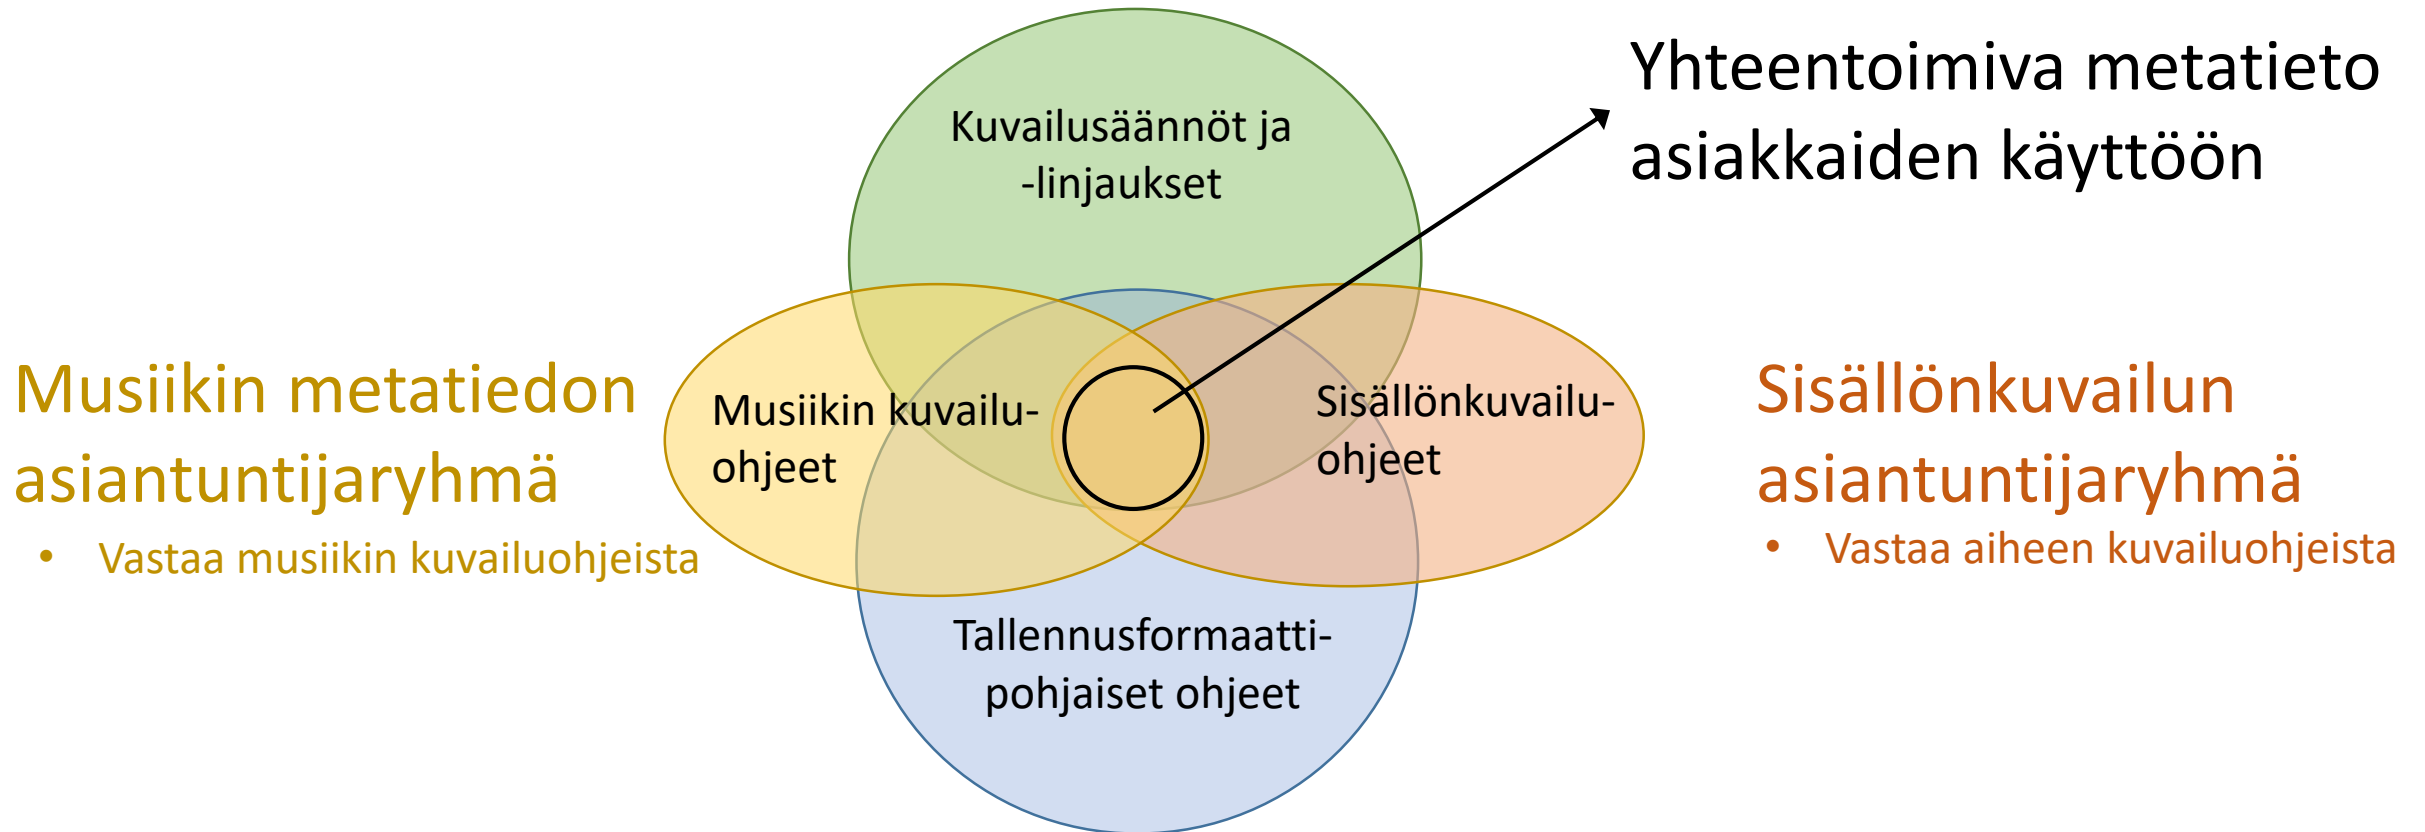 Yhteentoimiva metatieto
asiakkaiden käyttöön
Kuvailusäännöt ja
-linjaukset
Musiikin metatiedon
asiantuntijaryhmä
• Vastaa musiikin kuvailuohjeista
Musiikin kuvailu-
ohjeet
Sisällönkuvailu-
ohjeet
Sisällönkuvailun
asiantuntijaryhmä
• Vastaa aiheen kuvailuohjeista
Tallennusformaatti-
pohjaiset ohjeet